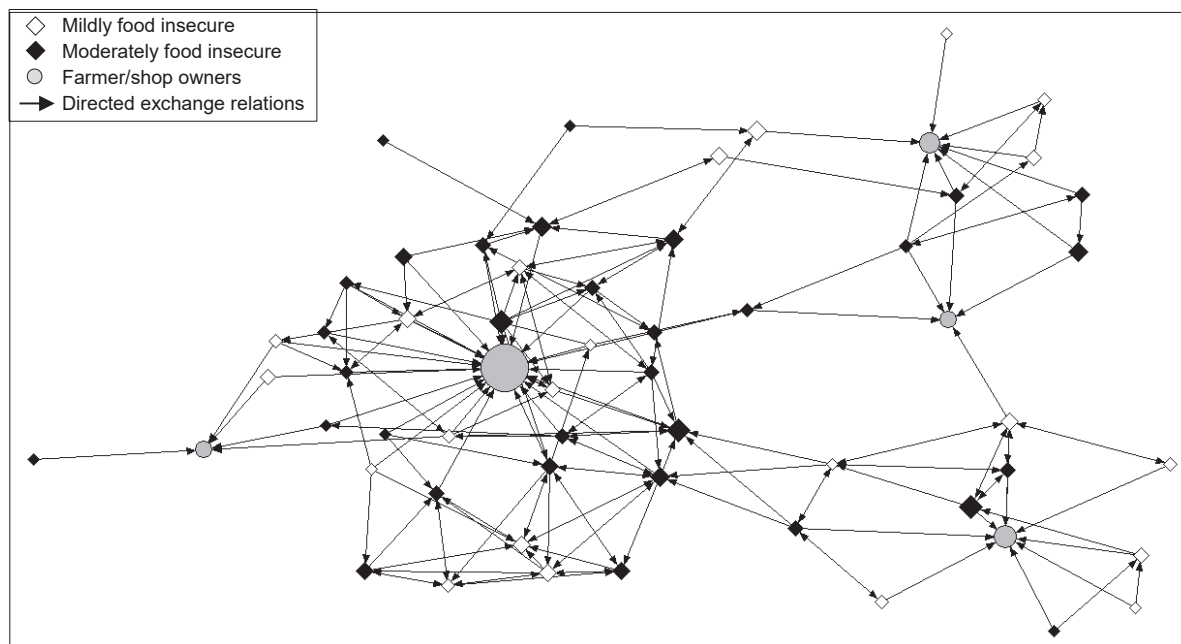 Mildly food insecure
Moderately food insecure
Farmer/shop owners
Directed exchange relations